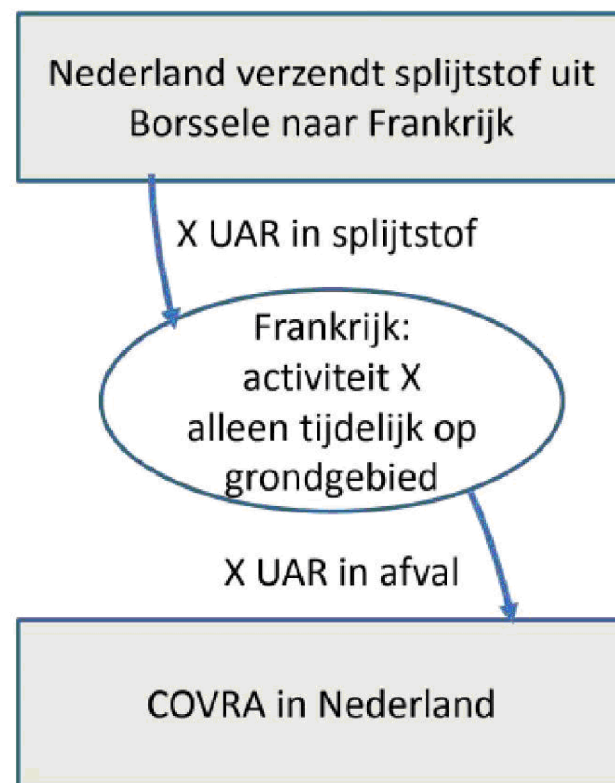 Nederland verzendt splijtstof uit
Borssele naar Frankrijk
X UAR in splijtstof
Frankrijk:
activiteit X
alleen tijdelijk op
grondgebied
X UAR in afval
COVRA in Nederland